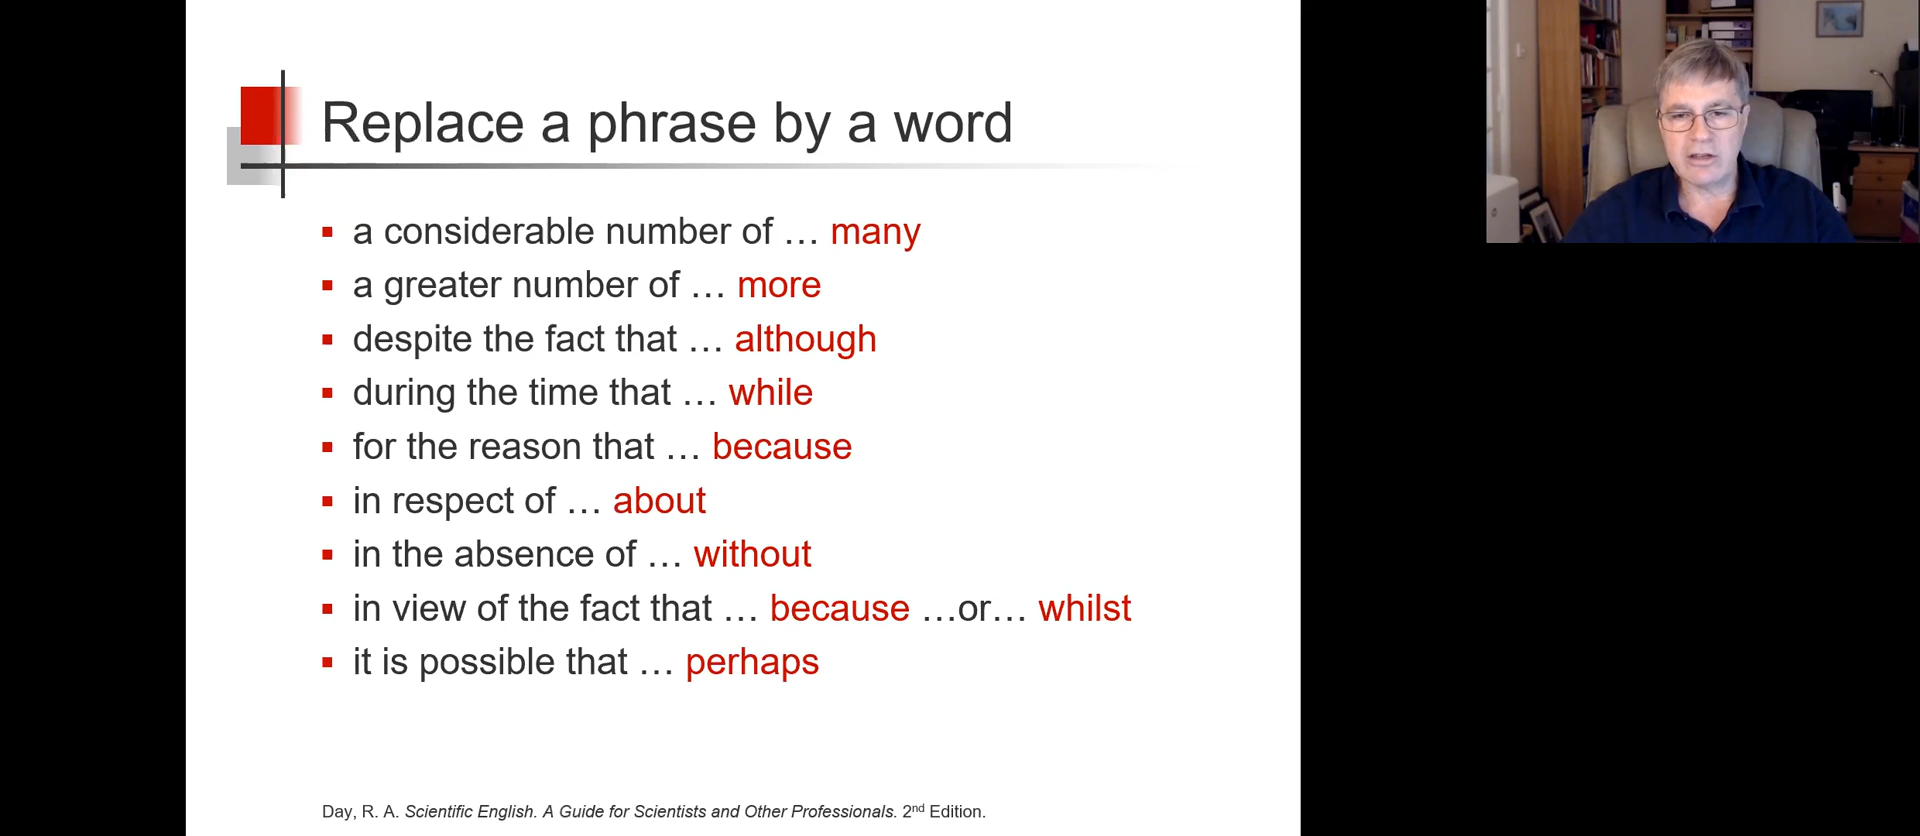 Replace a phrase by a word
a considerable number of … many
a greater number of … more
despite the fact that … although
during the time that … while
for the reason that … because
in respect of … about
in the absence of … without
in view of the fact that … because …or… whilst
it is possible that … perhaps
Day, R. A. Scientific English. A Guide for Scientists and Other Professionals. 2nd Edition.